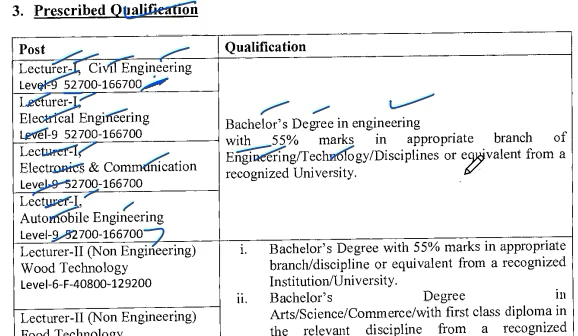 3. Prescribed Qualification
Post
Qualification
Lecturer-I, Civil Engineering
Level-9 52700-166700
Lecturer-I,
Electrical Engineering
Level-9 52700-166700
Lecturer-I,
Electronics & Communication
Level-9 52700-166700
Lecturer-I,
Automobile Engineering
Level-9 52700-166700
Bachelor's Degree in engineering
with 55% marks in appropriate branch of
Engineering/Technology/Disciplines or equivalent from a
recognized University.
Lecturer-II (Non Engineering)
Wood Technology
Level-6-F-40800-129200
i. Bachelor's Degree with 55% marks in appropriate
branch/discipline or equivalent from a recognized
Institution/University.
ii. Bachelor's Degree in
Arts/Science/Commerce/with first class diploma in
the relevant discipline from a recognized
Lecturer-II (Non Engineering)
Food Technology